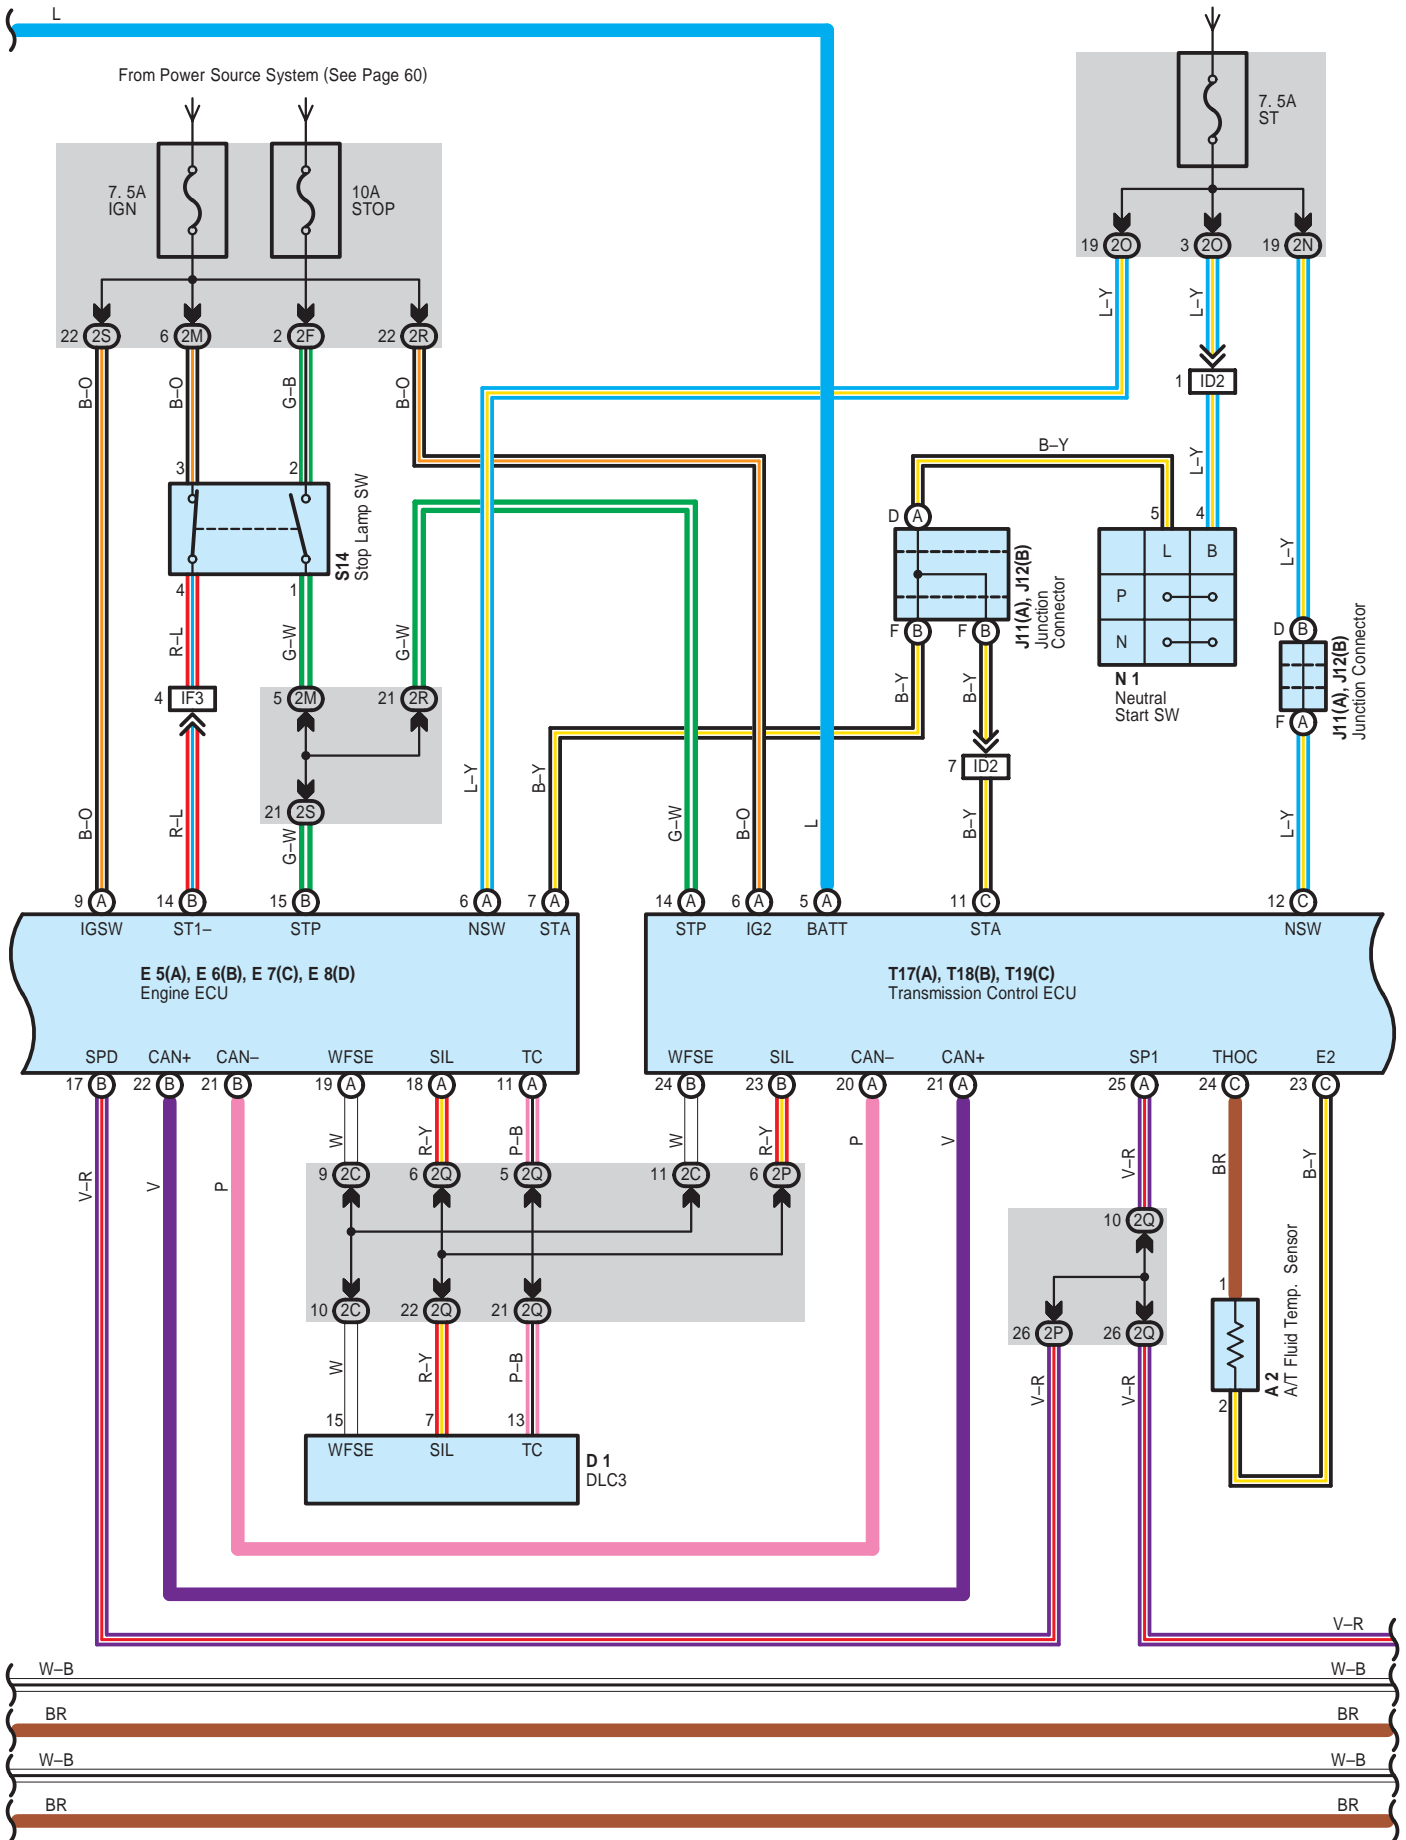 L
From Power Source System (See Page 60)
7. 5A
IGN
10A
STOP
7. 5A
ST
19 2O
3 2O
19 2N
22 2S
6 2M
2 2F
22 2R
L–Y
L–Y
B–O
B–O
G–B
B–O
1 ID2
B–Y
L–Y
3
2
S14
Stop Lamp SW
4
1
D A
J11(A), J12(B)
Junction
Connector
F B
F B
5
4
L
B
P
N
N 1
Neutral
Start SW
L–Y
D B
J11(A), J12(B)
Junction Connector
F A
R–L
G–W
G–W
B–Y
B–Y
4 IF3
5 2M
21 2R
21 2S
7 ID2
B–O
R–L
G–W
L–Y
B–Y
G–W
B–O
L
B–Y
L–Y
9 A
14 B
15 B
6 A
7 A
14 A
6 A
5 A
11 C
12 C
IGSW
ST1–
STP
NSW
STA
STP
IG2
BATT
STA
NSW
E 5(A), E 6(B), E 7(C), E 8(D)
Engine ECU
T17(A), T18(B), T19(C)
Transmission Control ECU
SPD
CAN+
CAN–
WFSE
SIL
TC
WFSE
SIL
CAN–
CAN+
SP1
THOC
E2
17 B
22 B
21 B
19 A
18 A
11 A
24 B
23 B
20 A
21 A
25 A
24 C
23 C
V–R
V
P
W
R–Y
P–B
W
R–Y
P
V
V–R
BR
B–Y
9 2C
6 2Q
5 2Q
11 2C
6 2P
10 2Q
10 2C
22 2Q
21 2Q
26 2P
26 2Q
1
A 2
A/T Fluid Temp. Sensor
2
W
R–Y
P–B
V–R
V–R
15
7
13
WFSE
SIL
TC
D 1
DLC3
V–R
W–B
W–B
BR
BR
W–B
W–B
BR
BR